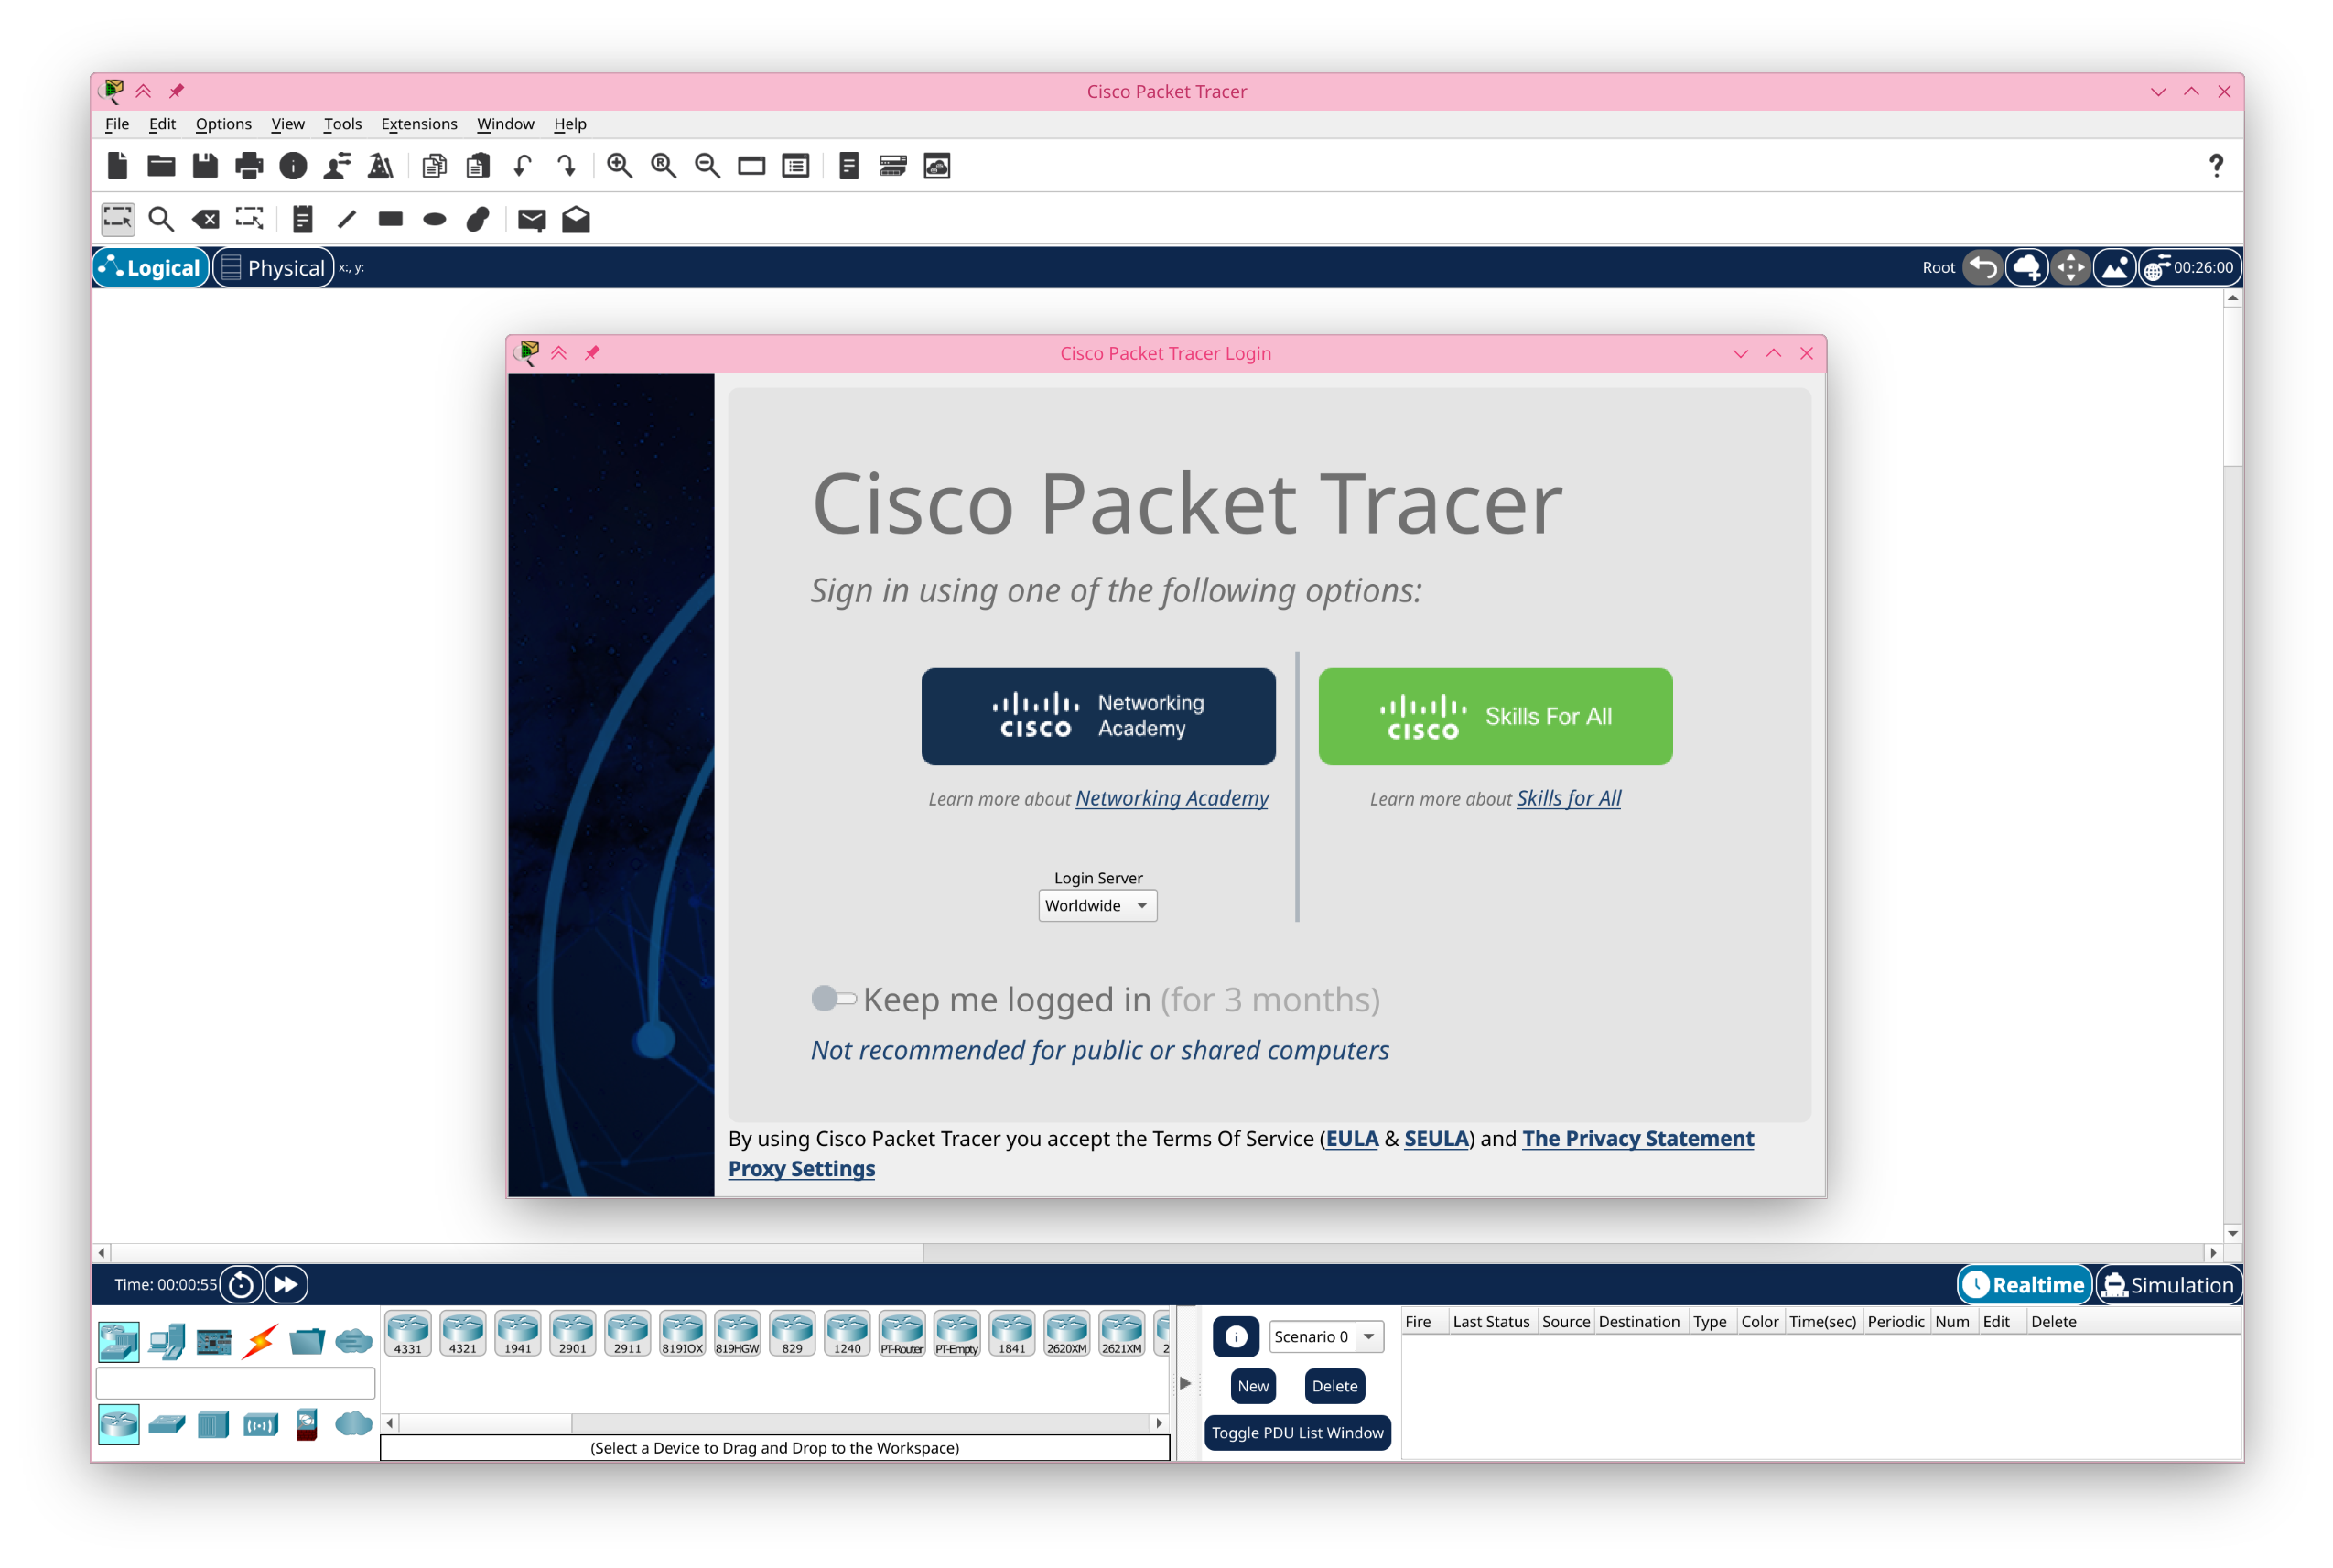 Cisco Packet Tracer
File Edit Options View Tools Extensions Window Help
Logical Physical x:, y: Root 00:26:00
Cisco Packet Tracer Login
Cisco Packet Tracer
Sign in using one of the following options:
CISCO Networking Academy
CISCO Skills For All
Learn more about Networking Academy
Learn more about Skills for All
Login Server
Worldwide
Keep me logged in (for 3 months)
Not recommended for public or shared computers
By using Cisco Packet Tracer you accept the Terms Of Service (EULA & SEULA) and The Privacy Statement
Proxy Settings
Time: 00:00:55 Realtime Simulation
4331 4321 1941 2901 2911 819IOX 819HGW 829 1240 PT-Router PT-Empty 1841 2620XM 2621XM 2
(Select a Device to Drag and Drop to the Workspace)
Scenario 0
New Delete
Toggle PDU List Window
Fire Last Status Source Destination Type Color Time(sec) Periodic Num Edit Delete